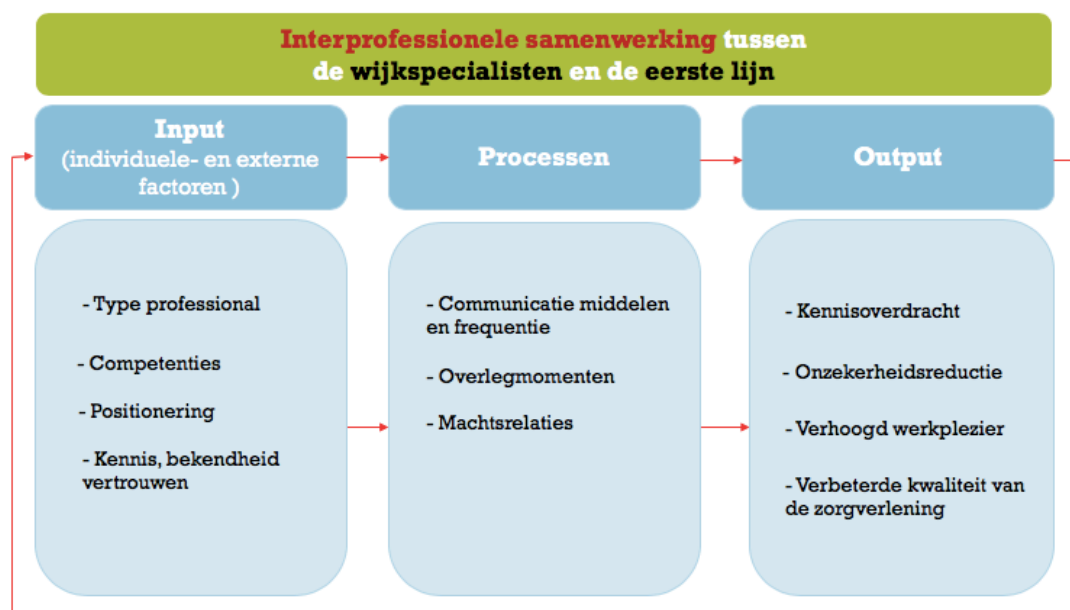 Interprofessionele samenwerking tussen
de wijkspecialisten en de eerste lijn
Input
(individuele- en externe
factoren )
Processen
Output
- Type professional
- Competenties
- Positionering
- Kennis, bekendheid
vertrouwen
- Communicatie middelen
en frequentie
- Overlegmomenten
- Machtsrelaties
- Kennisoverdracht
- Onzekerheidsreductie
- Verhoogd werkplezier
- Verbeterde kwaliteit van
de zorgverlening